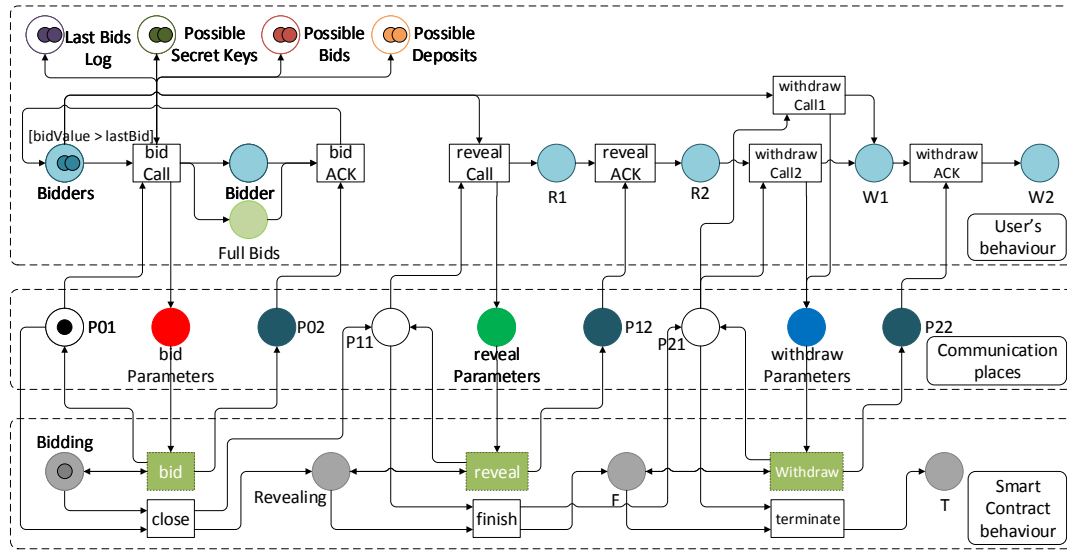 Last Bids
Log
Possible
Secret Keys
Possible
Bids
Possible
Deposits
withdraw
Call1
[bidValue > lastBid]
bid
Call
bid
ACK
reveal
Call
reveal
ACK
withdraw
Call2
withdraw
ACK
Bidders
Bidder
R1
R2
W1
W2
Full Bids
User's
behaviour
P01
bid
Parameters
P02
P11
reveal
Parameters
P12
P21
withdraw
Parameters
P22
Communication
places
Bidding
bid
Revealing
reveal
F
Withdraw
T
close
finish
terminate
Smart
Contract
behaviour